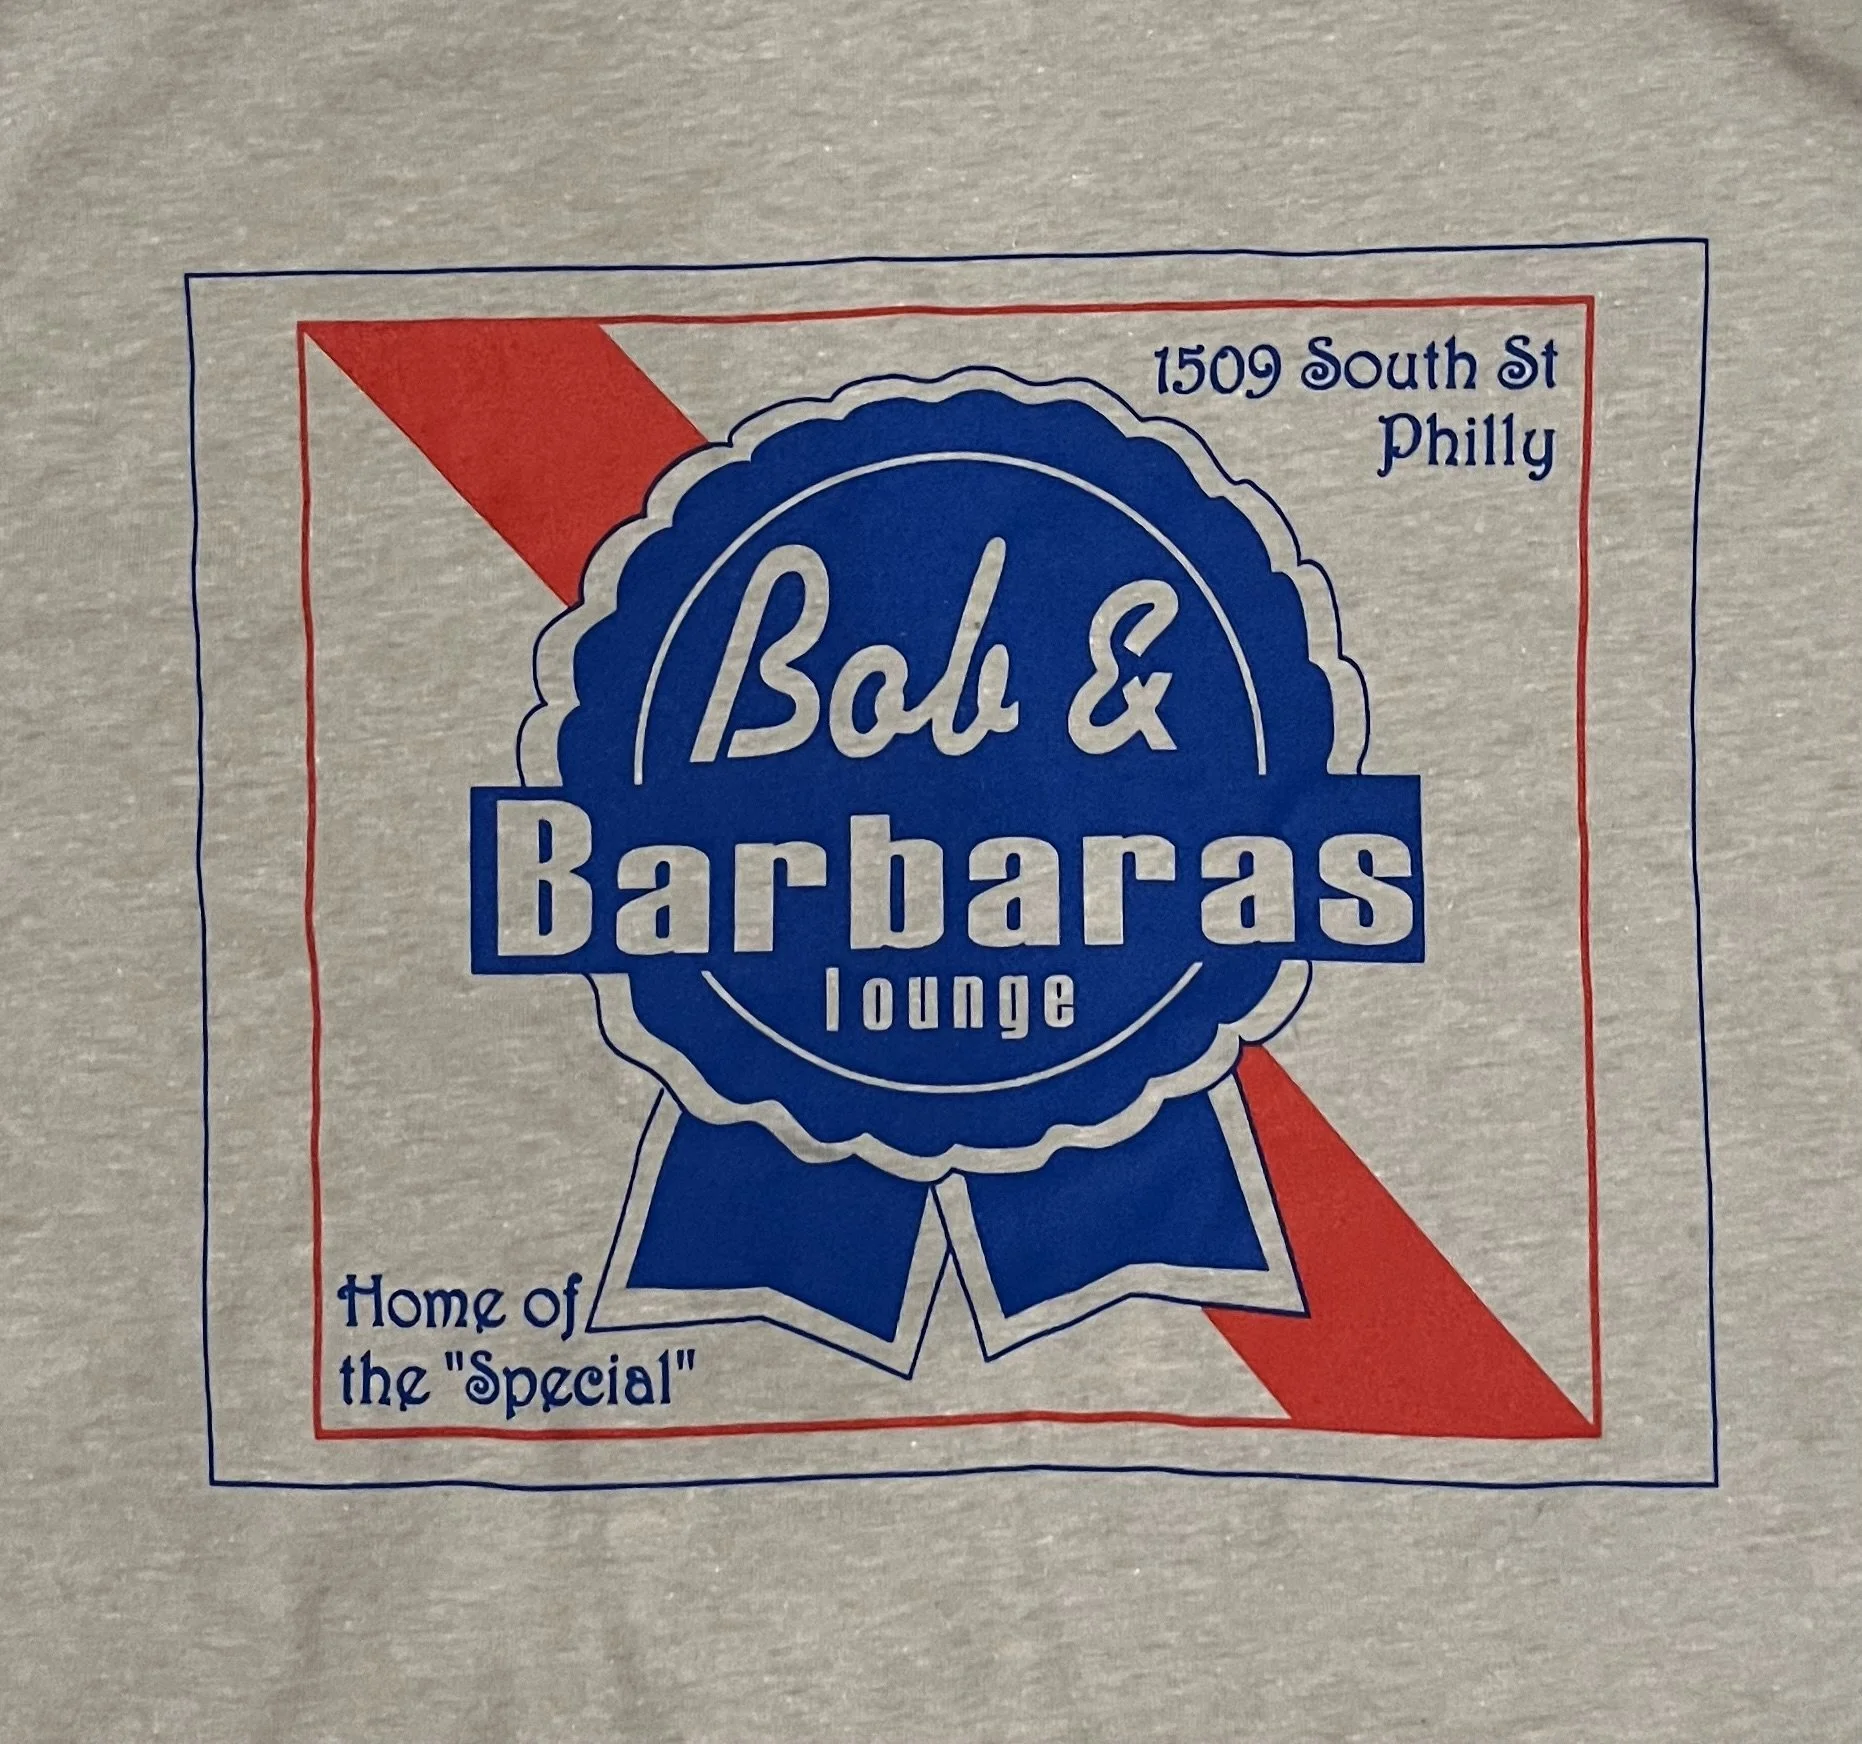 1509 South St
Philly
Bob &
Barbaras
lounge
Home of
the "Special"